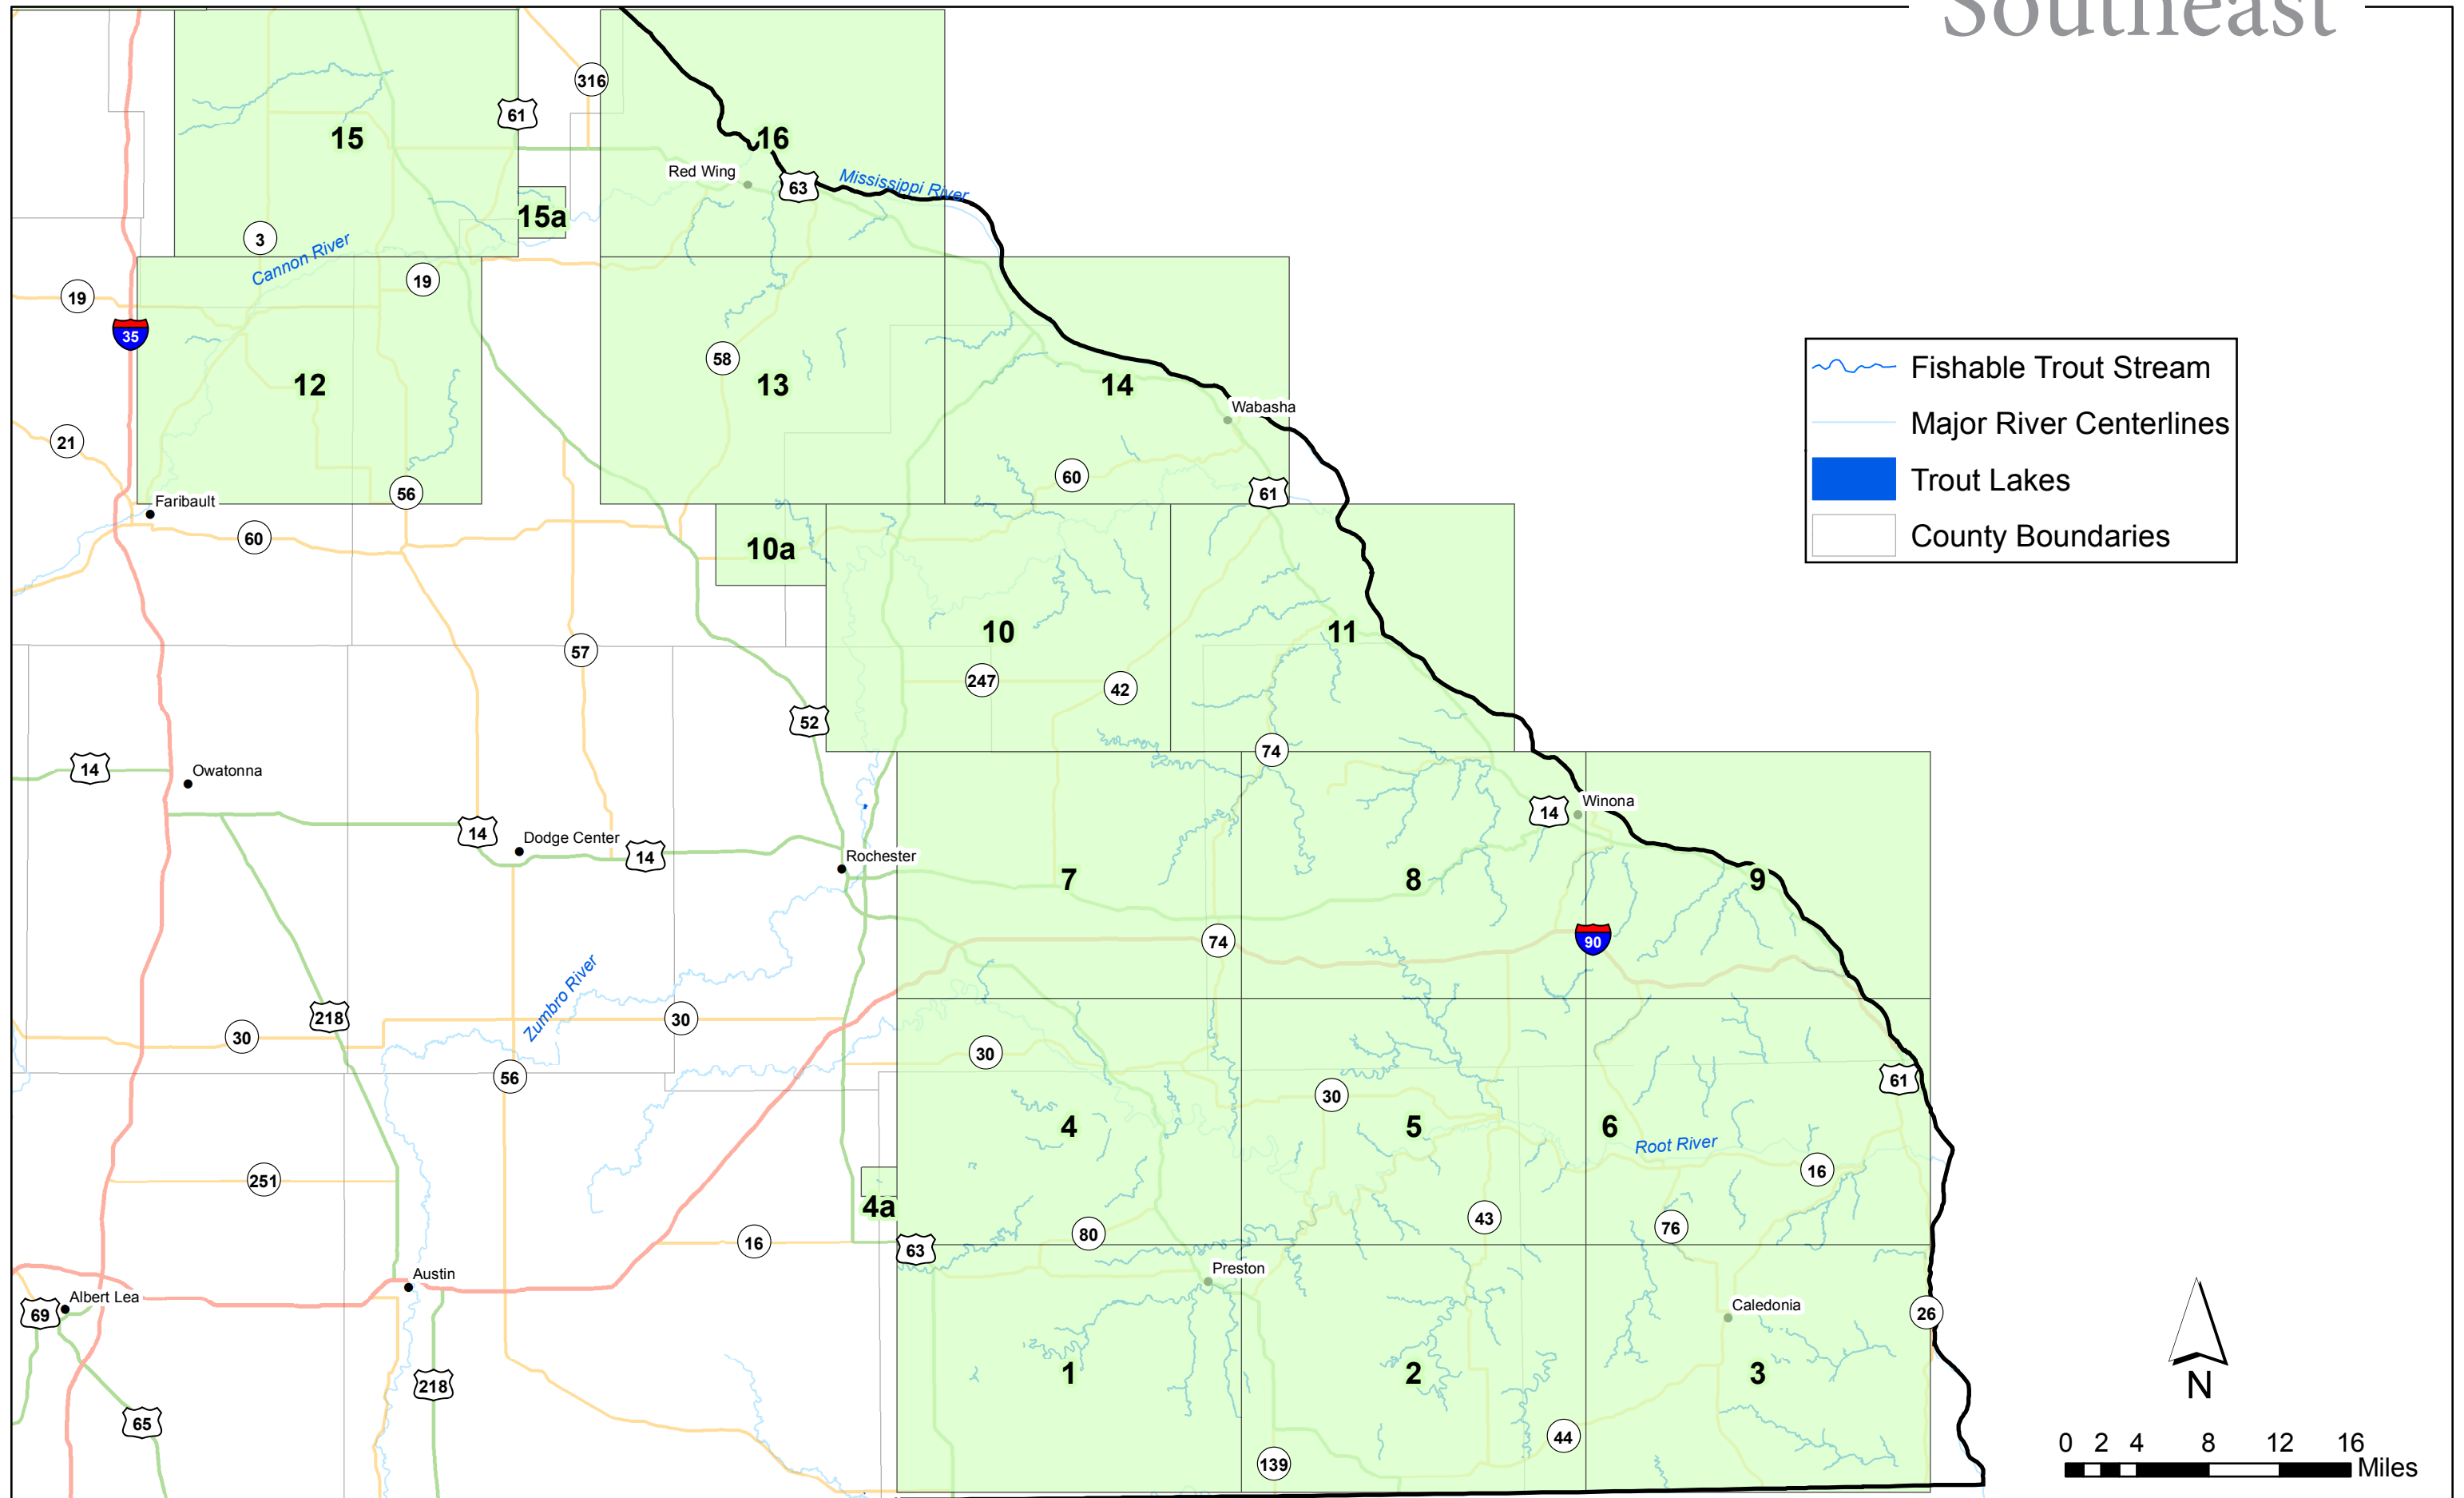 Southeast
316
61
15
16
Red Wing
63
Mississippi River
15a
3
Cannon River
19
19
35
58
12
13
14
Wabasha
21
60
61
56
Faribault
60
10a
10
11
57
247
42
52
14
Owatonna
74
14
Winona
14
Dodge Center
14
Rochester
7
8
9
74
90
Zumbro River
218
30
30
30
56
61
30
4
5
6
Root River
16
251
4a
43
76
80
16
63
Preston
Austin
Albert Lea
69
Caledonia
26
1
2
3
218
65
44
139
Fishable Trout Stream
Major River Centerlines
Trout Lakes
County Boundaries
N
0 2 4 8 12 16
Miles